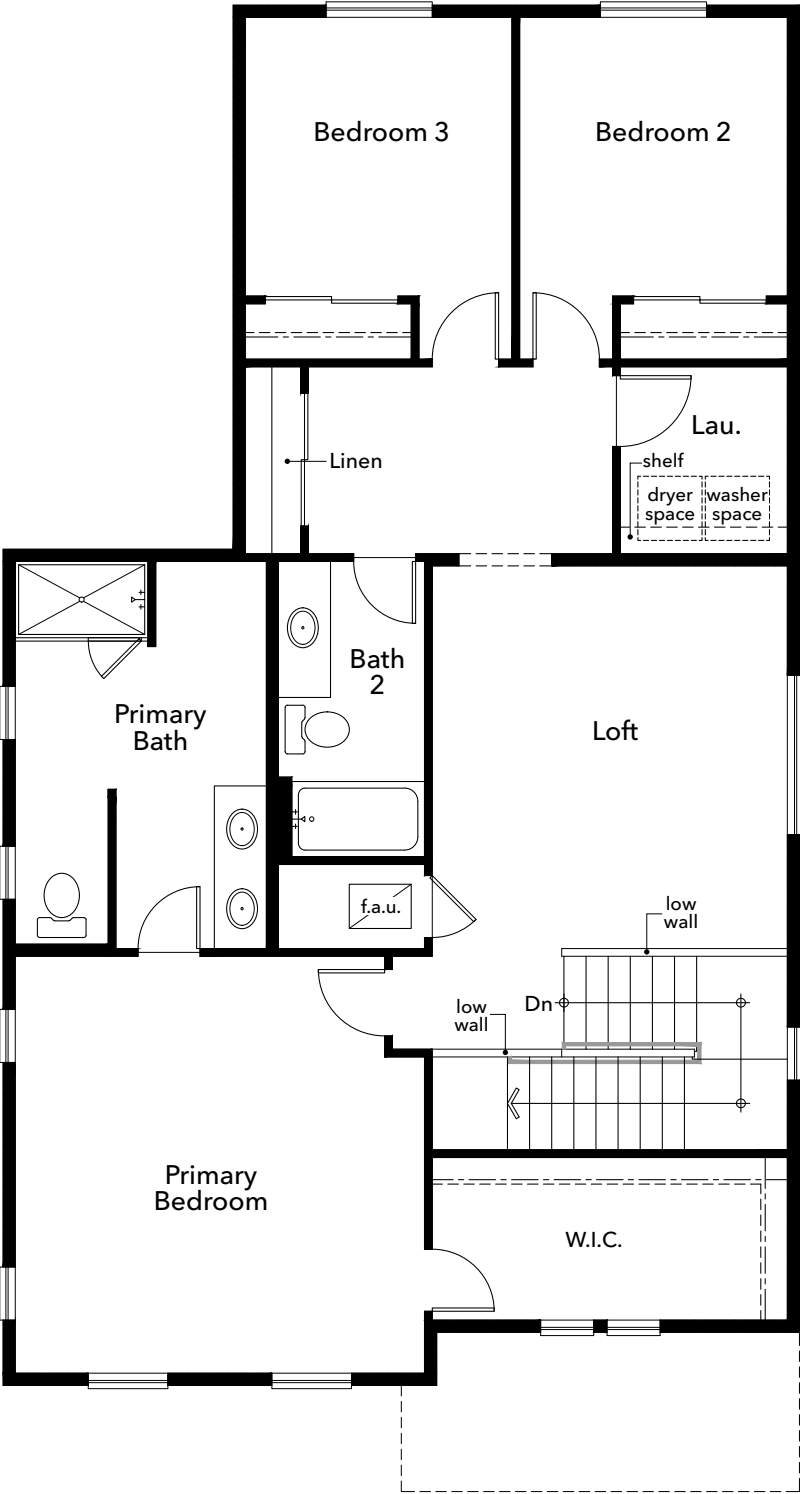 Bedroom 3
Bedroom 2
Lau.
Linen
shelf
dryer
space
washer
space
Bath
2
Primary
Bath
Loft
f.a.u.
low
wall
Dn
low
wall
Primary
Bedroom
W.I.C.